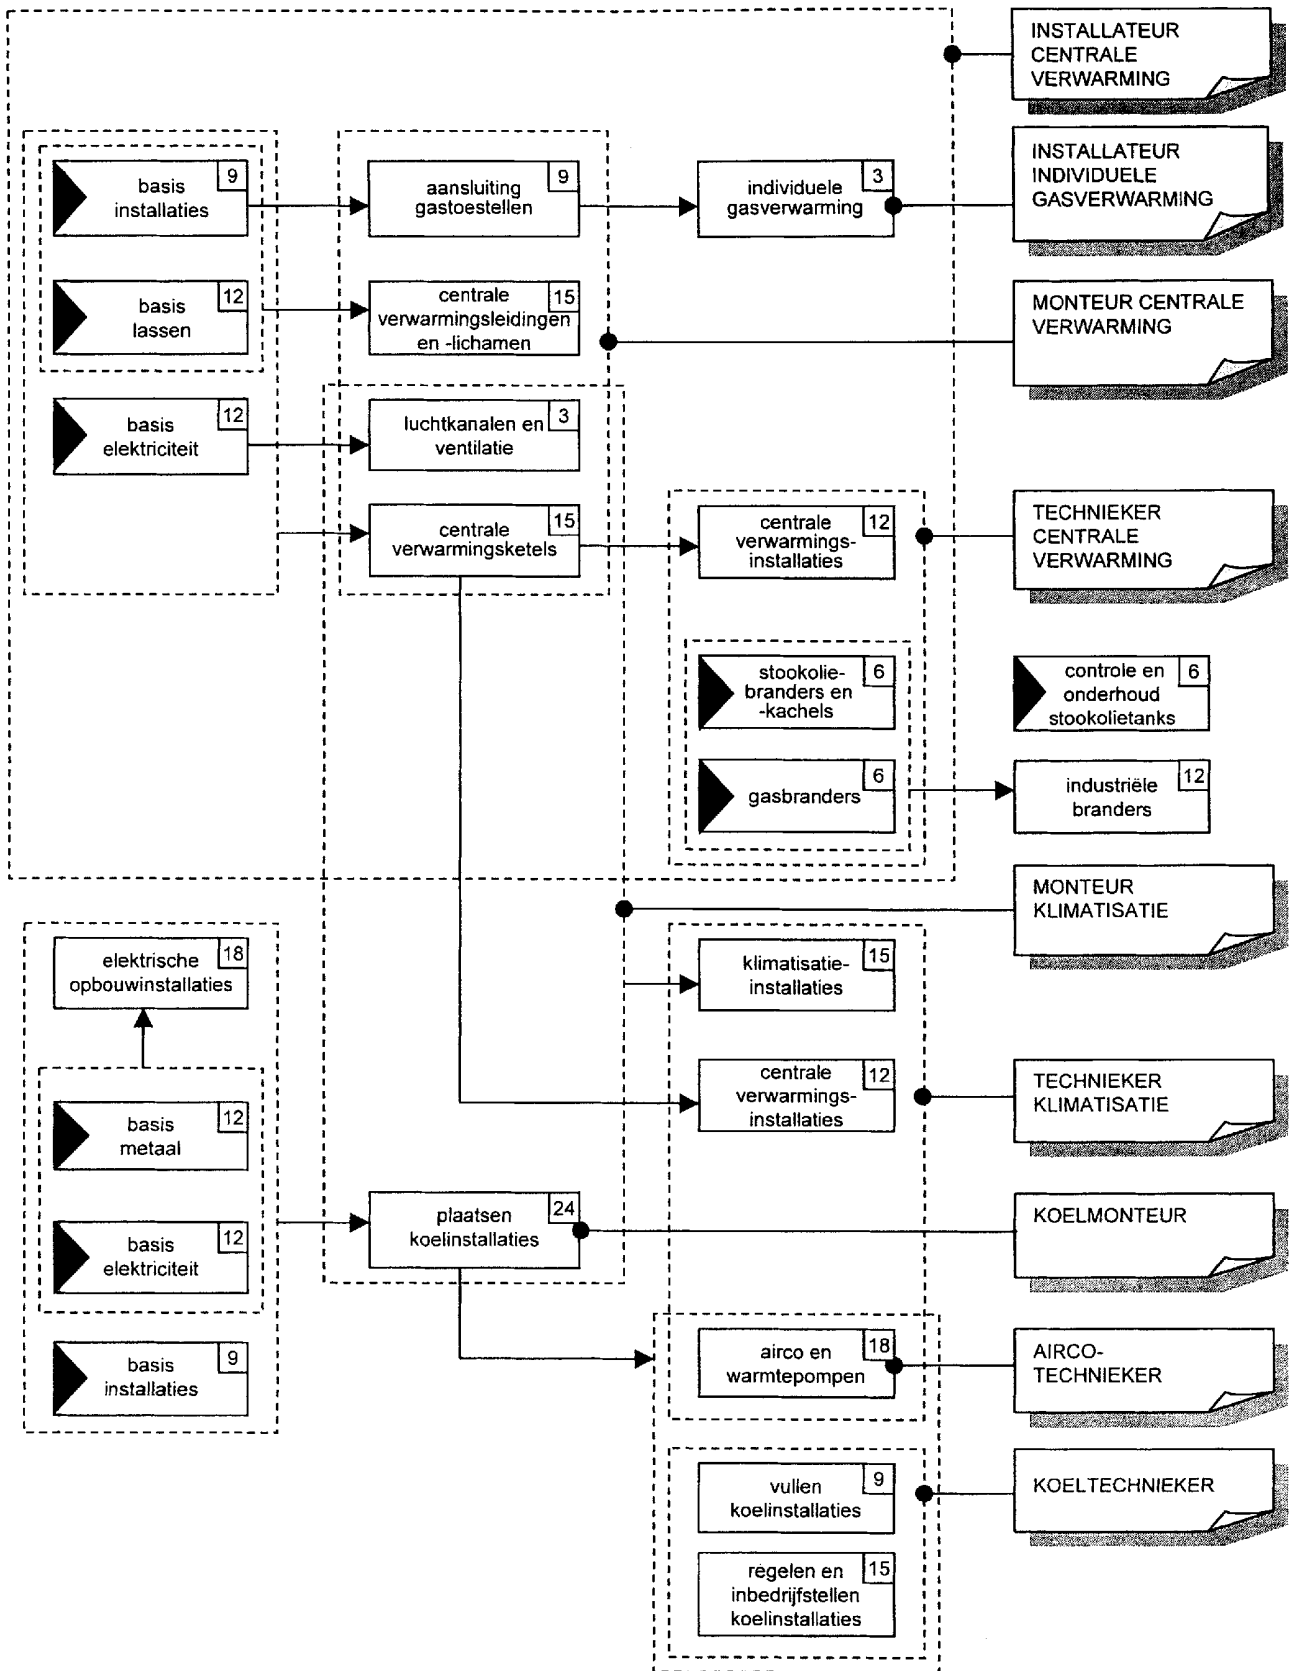 INSTALLATEUR
CENTRALE
VERWARMING
basis
installaties
9
aansluiting
gastoestellen
9
individuele
gasverwarming
3
INSTALLATEUR
INDIVIDUELE
GASVERWARMING
basis
lassen
12
centrale
verwarmingsleidingen
en -lichamen
15
MONTEUR CENTRALE
VERWARMING
basis
elektriciteit
12
luchtkanalen en
ventilatie
3
centrale
verwarmingsketels
15
centrale
verwarmings-
installaties
12
TECHNIEKER
CENTRALE
VERWARMING
stookolie-
branders en
-kachels
6
controle en
onderhoud
stookolietanks
6
gasbranders
6
industriële
branders
12
MONTEUR
KLIMATISATIE
elektrische
opbouwinstallaties
18
klimatisatie-
installaties
15
basis
metaal
12
centrale
verwarmings-
installaties
12
TECHNIEKER
KLIMATISATIE
basis
elektriciteit
12
plaatsen
koelinstallaties
24
KOELMONTEUR
basis
installaties
9
airco en
warmtepompen
18
AIRCO-
TECHNIEKER
vullen
koelinstallaties
9
KOELTECHNIEKER
regelen en
inbedrijfstellen
koelinstallaties
15